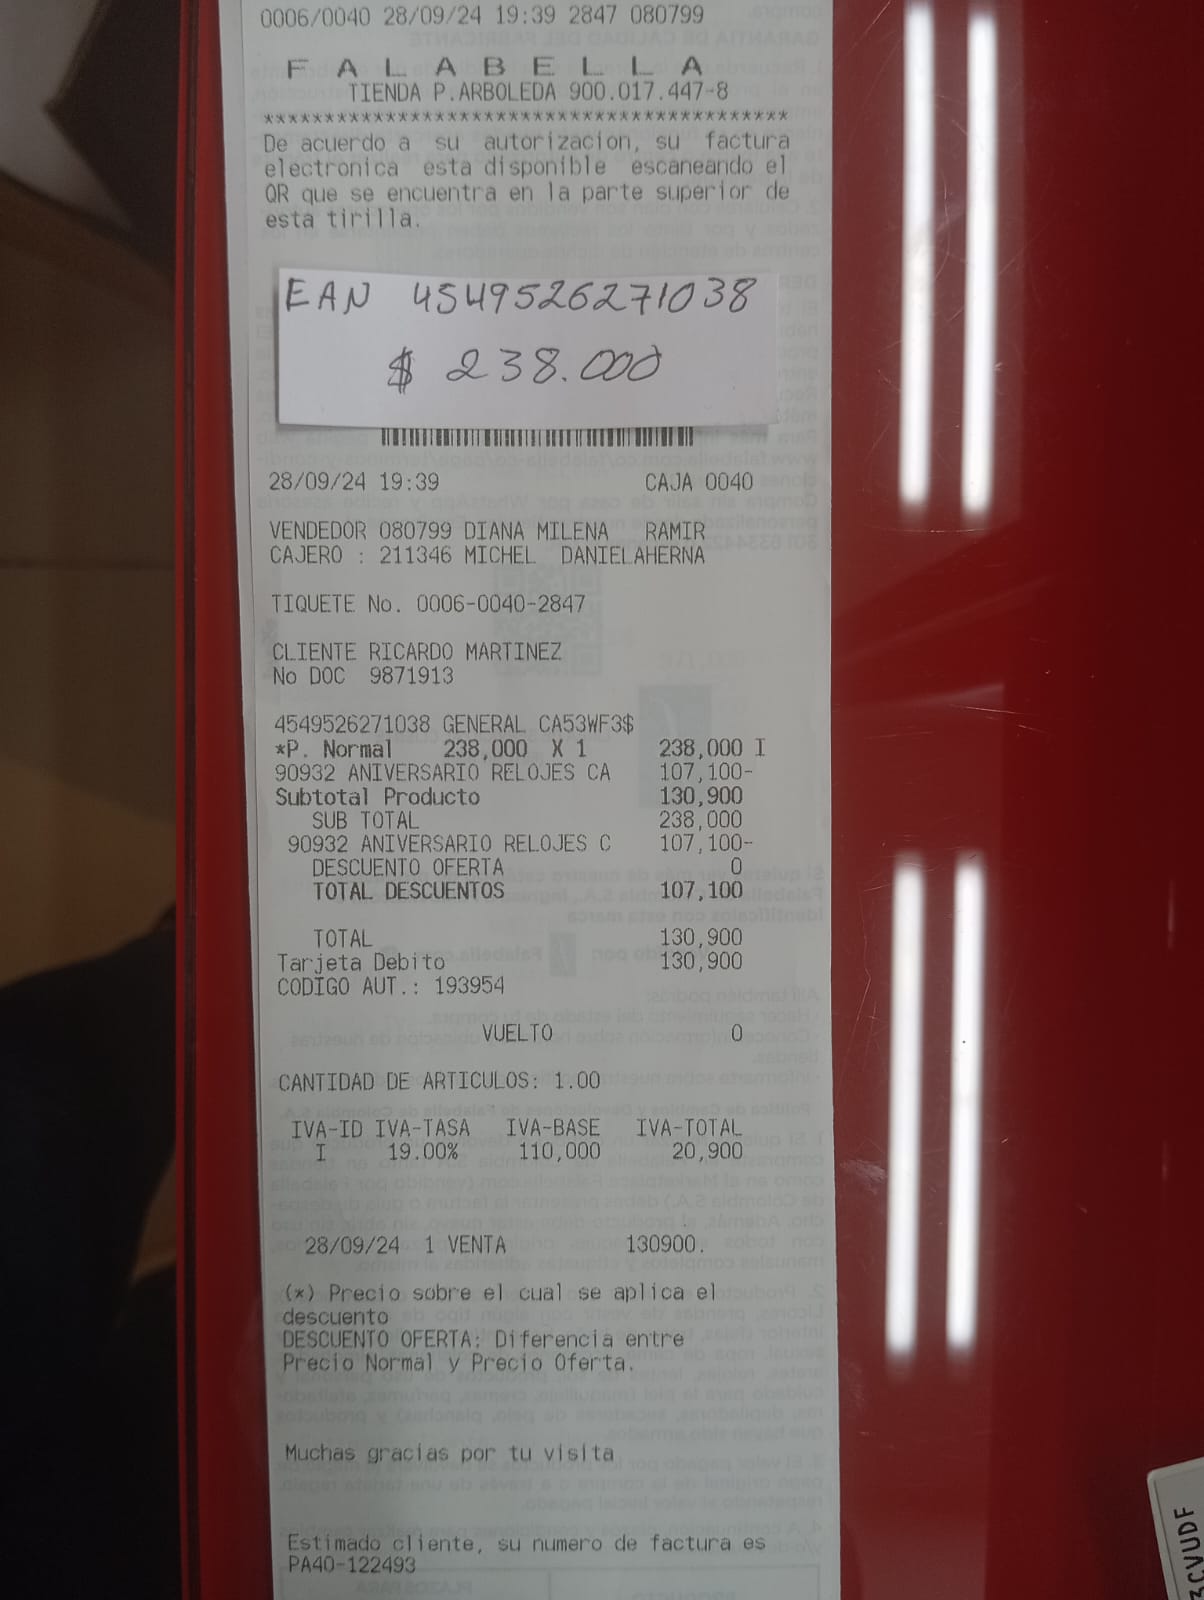 0006/0040 28/09/24 19:39 2847 080799
F A L A B E L L A
TIENDA P.ARBOLEDA 900.017.447-8
********************************************
De acuerdo a su autorizacion, su factura
electronica esta disponible escaneando el
QR que se encuentra en la parte superior de
esta tirilla.
EAN 4549526271038
$ 238.000
28/09/24 19:39 CAJA 0040
VENDEDOR 080799 DIANA MILENA RAMIR
CAJERO : 211346 MICHEL DANIELAHERNA
TIQUETE No. 0006-0040-2847
CLIENTE RICARDO MARTINEZ
No DOC 9871913
4549526271038 GENERAL CA53WF3$
*P. Normal 238,000 X 1 238,000 I
90932 ANIVERSARIO RELOJES CA 107,100-
Subtotal Producto 130,900
SUB TOTAL 238,000
90932 ANIVERSARIO RELOJES C 107,100-
DESCUENTO OFERTA 0
TOTAL DESCUENTOS 107,100
TOTAL 130,900
Tarjeta Debito 130,900
CODIGO AUT.: 193954
VUELTO 0
CANTIDAD DE ARTICULOS: 1.00
IVA-ID IVA-TASA IVA-BASE IVA-TOTAL
I 19.00% 110,000 20,900
28/09/24 1 VENTA 130900.
(*) Precio sobre el cual se aplica el
descuento
DESCUENTO OFERTA: Diferencia entre
Precio Normal y Precio Oferta.
Muchas gracias por tu visita
Estimado cliente, su numero de factura es
PA40-122493